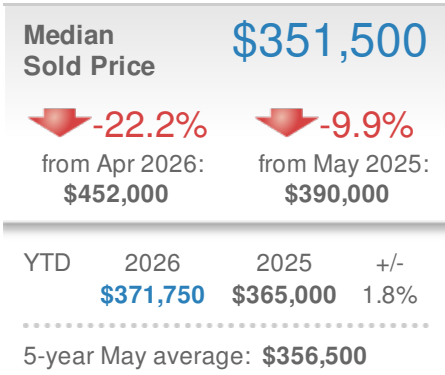 Median $351,500
Sold Price
-22.2% -9.9%
from Apr 2026: from May 2025:
$452,000 $390,000
YTD 2026 2025 +/-
$371,750 $365,000 1.8%
5-year May average: $356,500